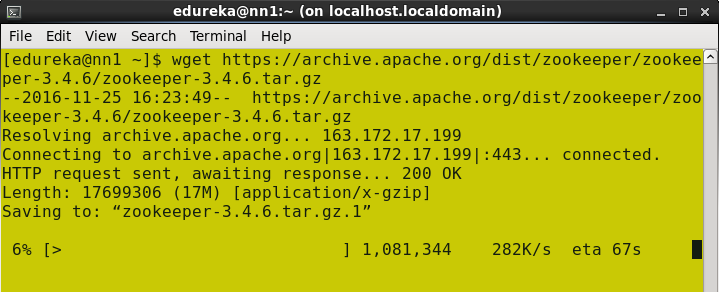 edureka@nn1:~ (on localhost.localdomain)
File Edit View Search Terminal Help
[edureka@nn1 ~]$ wget https://archive.apache.org/dist/zookeeper/zookee
per-3.4.6/zookeeper-3.4.6.tar.gz
--2016-11-25 16:23:49--  https://archive.apache.org/dist/zookeeper/zoo
keeper-3.4.6/zookeeper-3.4.6.tar.gz
Resolving archive.apache.org... 163.172.17.199
Connecting to archive.apache.org|163.172.17.199|:443... connected.
HTTP request sent, awaiting response... 200 OK
Length: 17699306 (17M) [application/x-gzip]
Saving to: “zookeeper-3.4.6.tar.gz.1”
6% [>                            ] 1,081,344    282K/s  eta 67s